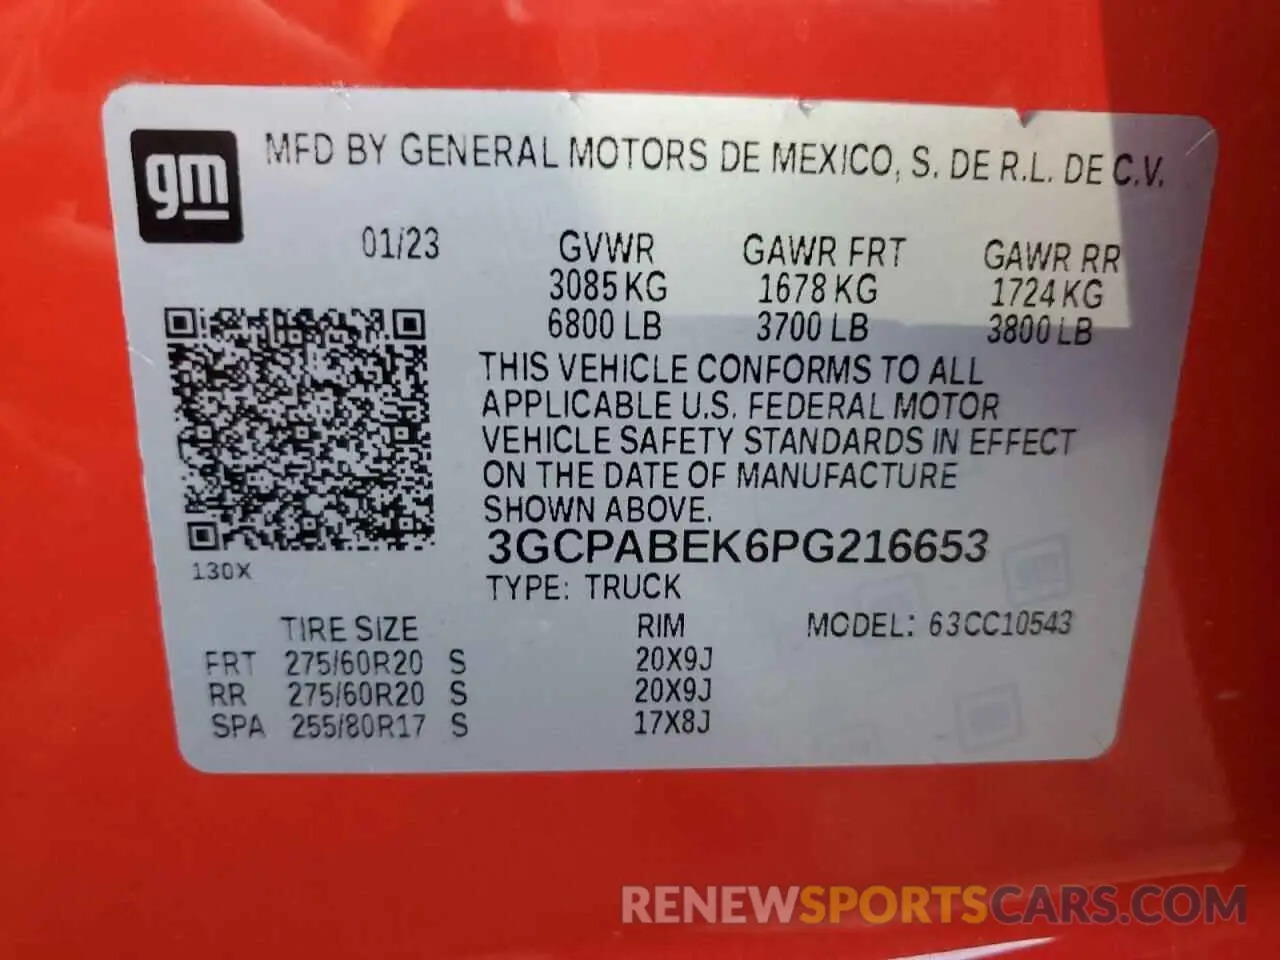 gm
MFD BY GENERAL MOTORS DE MEXICO, S. DE R.L. DE C.V.
01/23 GVWR GAWR FRT GAWR RR
3085 KG 1678 KG 1724 KG
6800 LB 3700 LB 3800 LB
THIS VEHICLE CONFORMS TO ALL
APPLICABLE U.S. FEDERAL MOTOR
VEHICLE SAFETY STANDARDS IN EFFECT
ON THE DATE OF MANUFACTURE
SHOWN ABOVE.
3GCPABEK6PG216653
130X
TYPE: TRUCK
TIRE SIZE RIM MODEL: 63CC10543
FRT 275/60R20 S 20X9J
RR 275/60R20 S 20X9J
SPA 255/80R17 S 17X8J
RENEWSPORTSCARS.COM